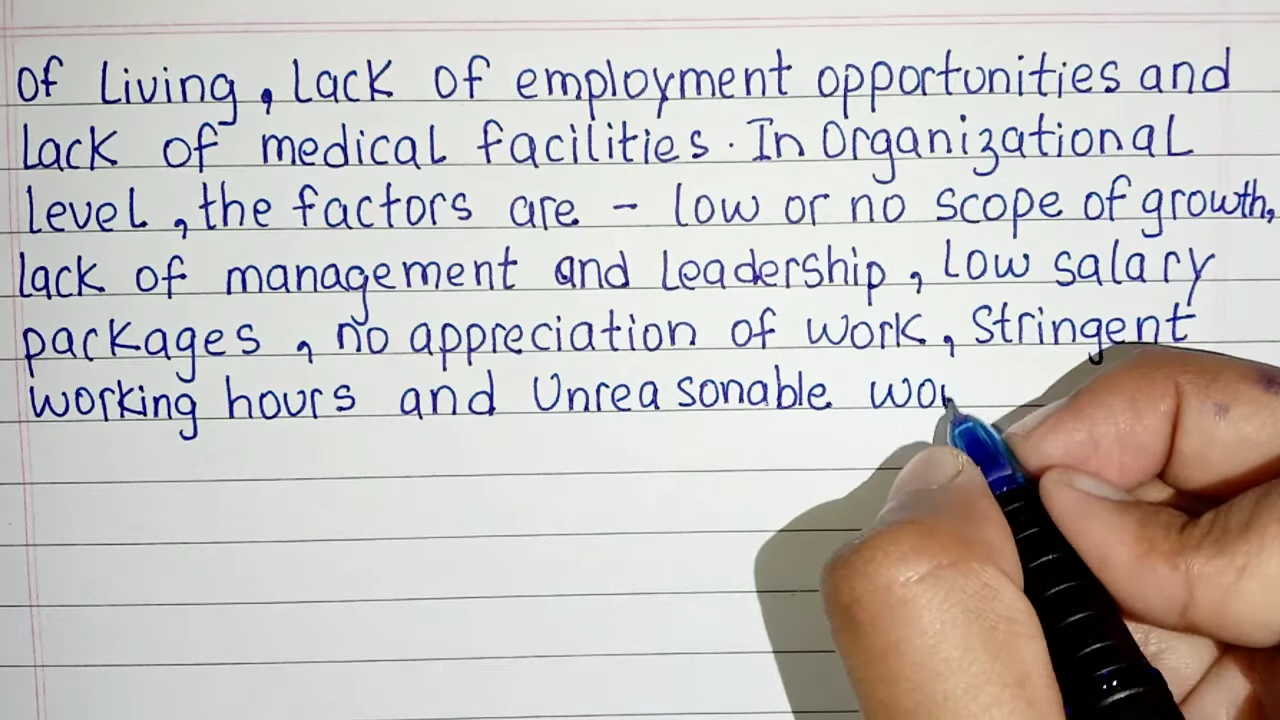 of Living, Lack of employment opportunities and
Lack of medical facilities. In Organizational
level, the factors are - low or no scope of growth,
lack of management and leadership, Low salary
packages, no appreciation of work, stringent
working hours and Unreasonable